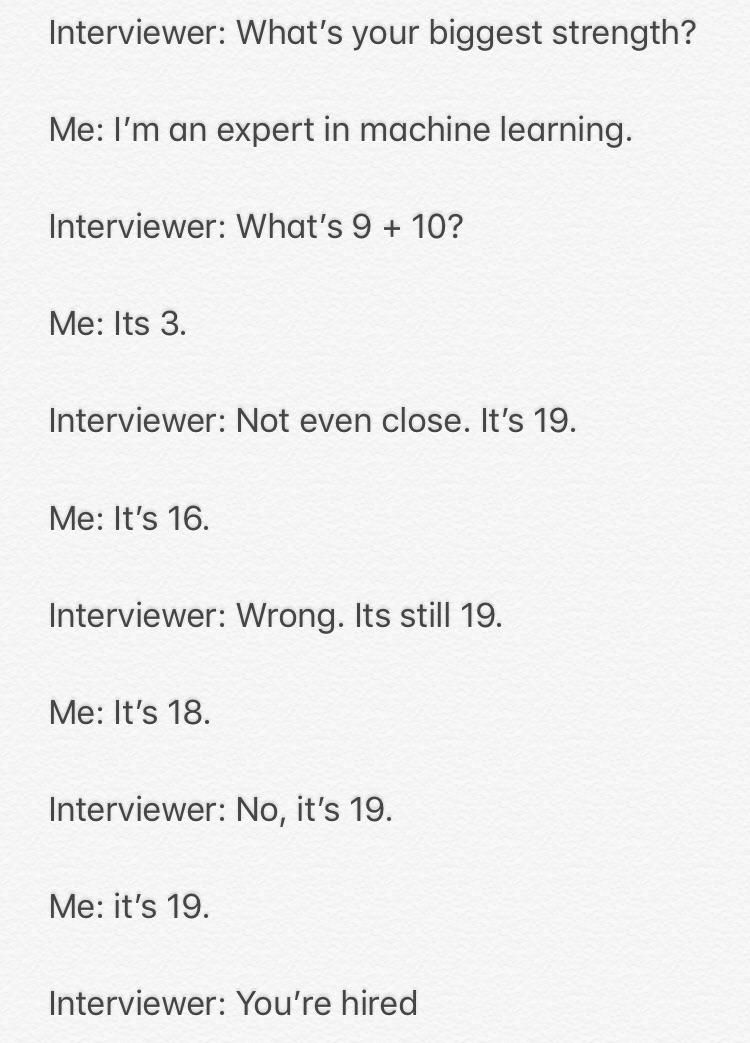 Interviewer: What’s your biggest strength?
Me: I’m an expert in machine learning.
Interviewer: What’s 9 + 10?
Me: Its 3.
Interviewer: Not even close. It’s 19.
Me: It’s 16.
Interviewer: Wrong. Its still 19.
Me: It’s 18.
Interviewer: No, it’s 19.
Me: it’s 19.
Interviewer: You’re hired